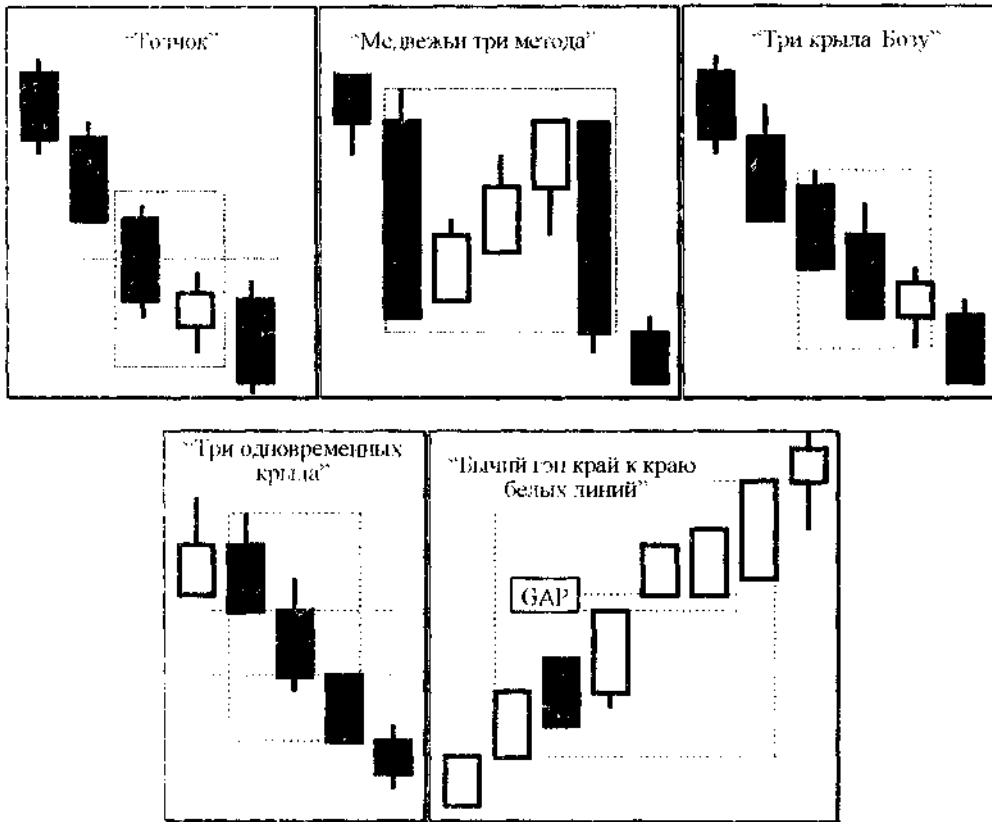 “Толчок”
“Медвежьи три метода”
“Три крыла Бозу”
“Три одновременных
крыла”
“Бычий гэп край к краю
белых линий”
GAP